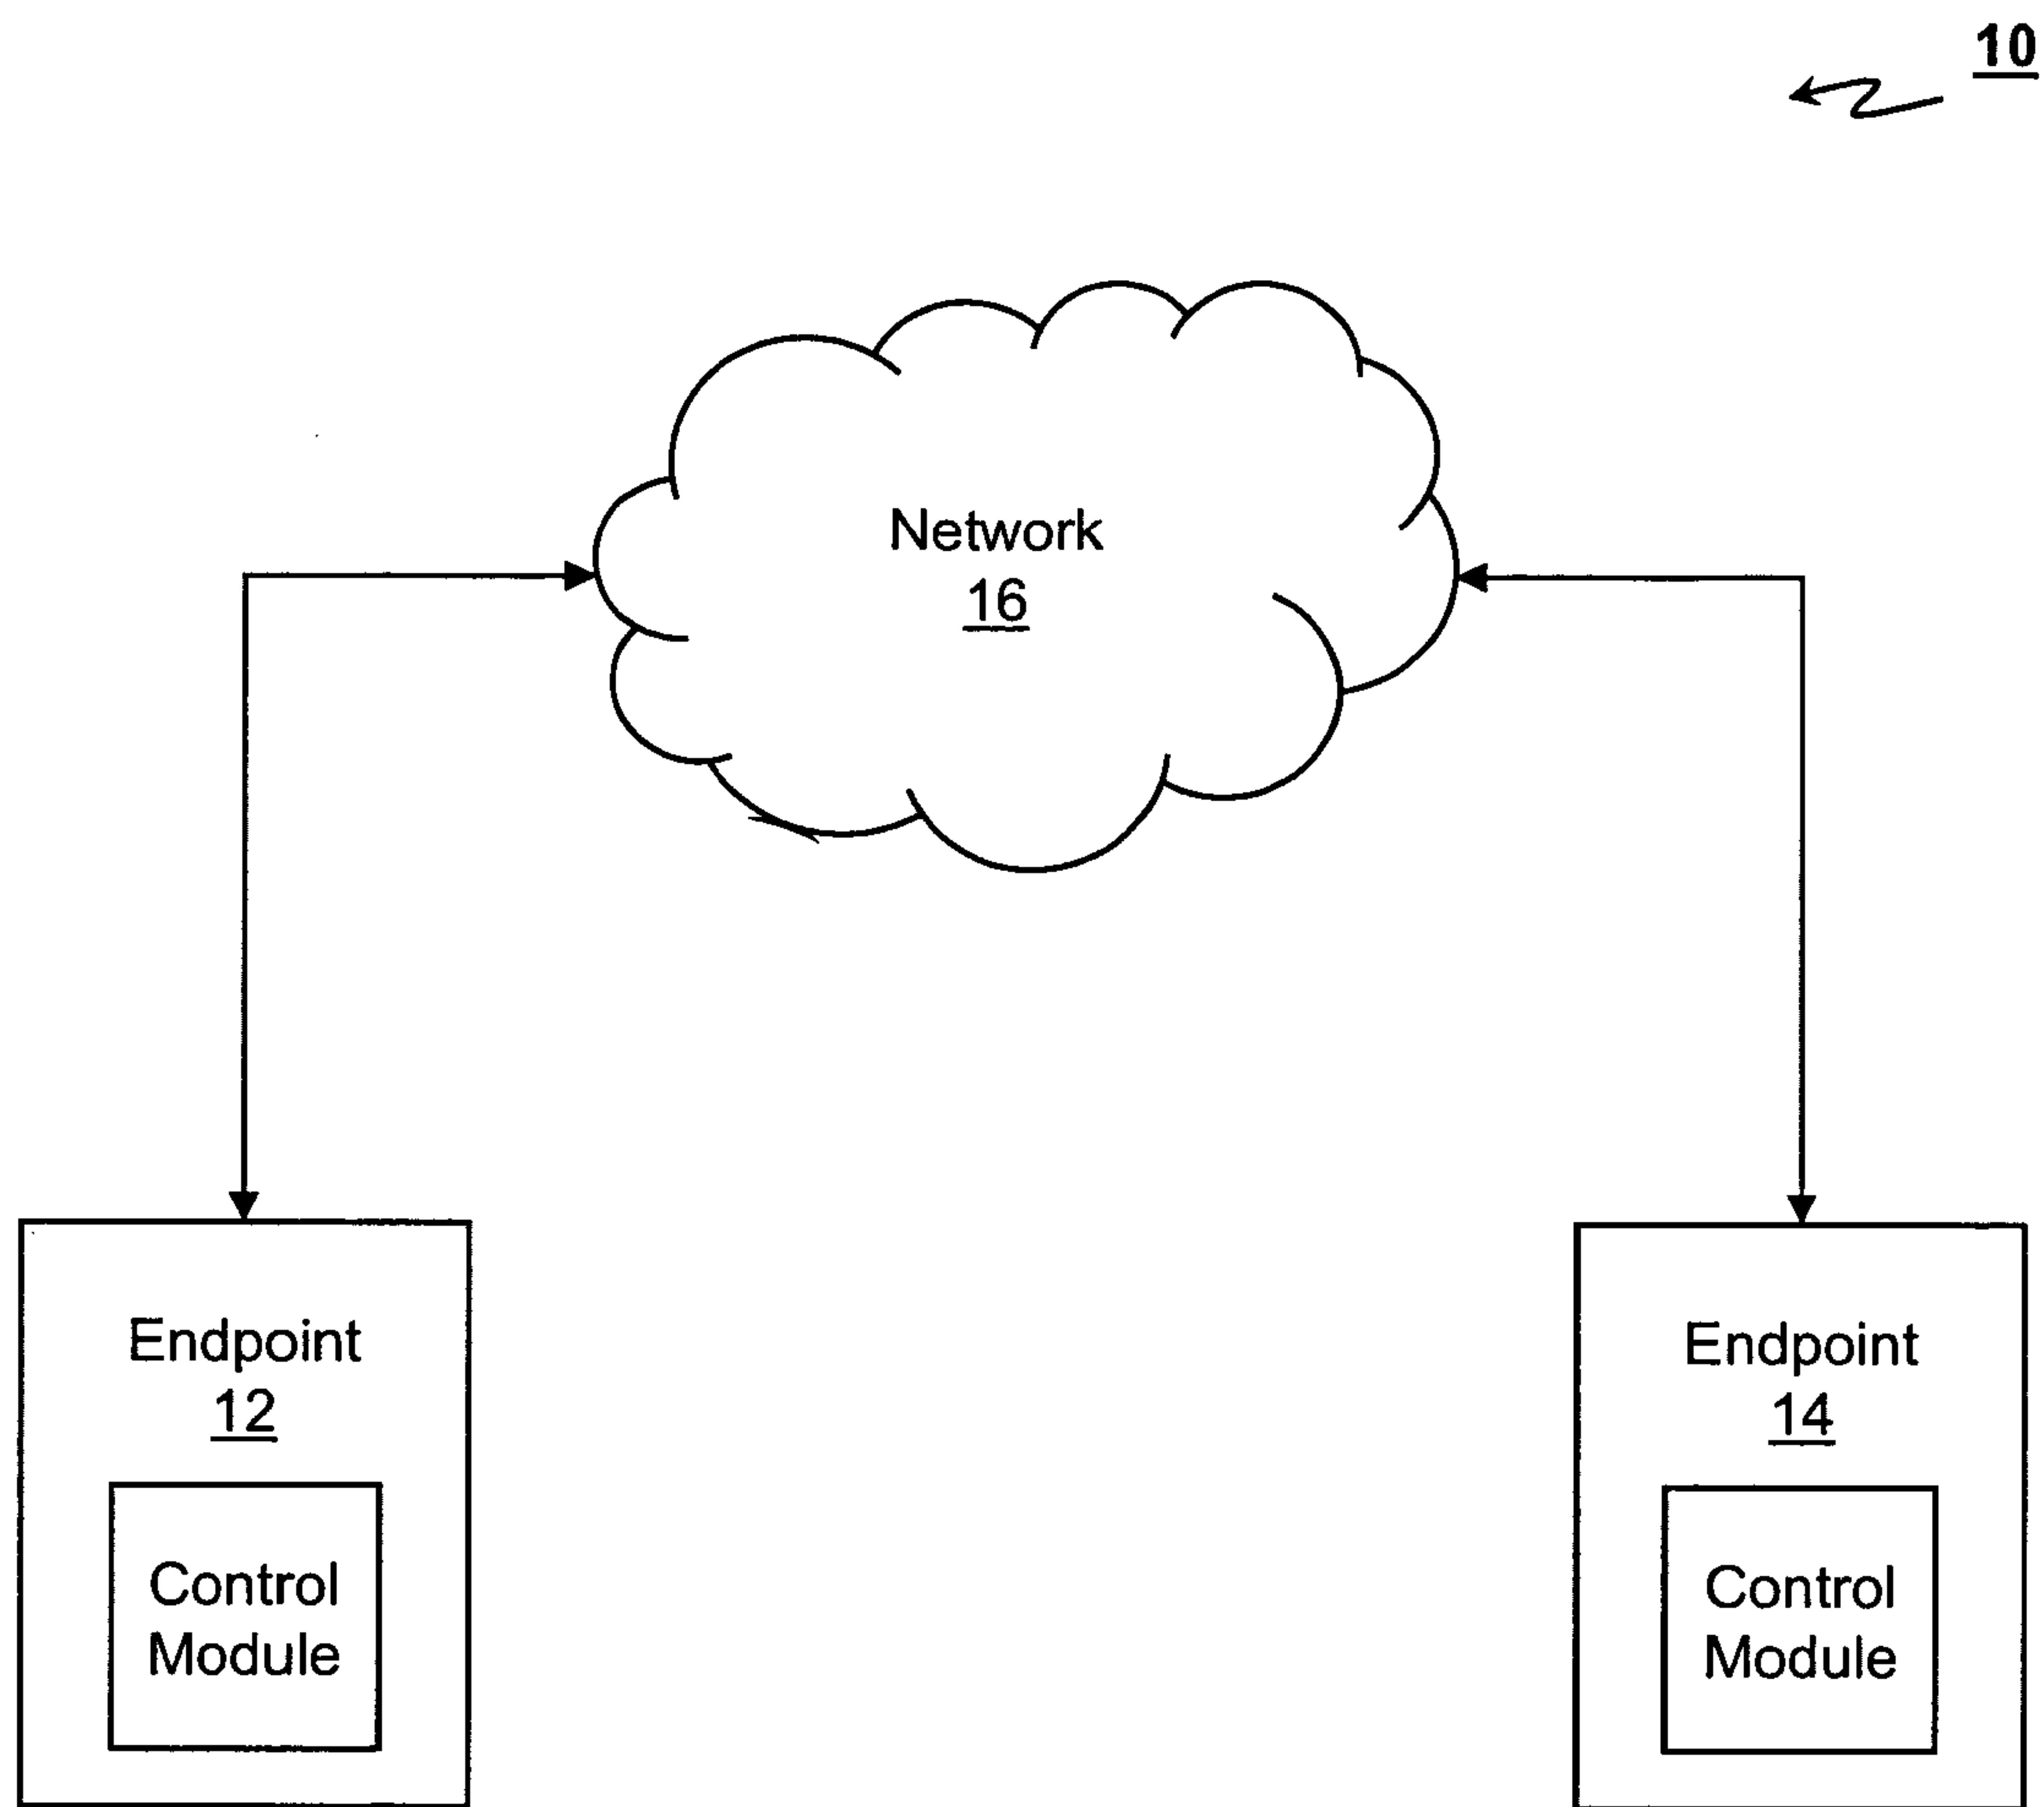 10
Network
16
Endpoint
12
Control
Module
Endpoint
14
Control
Module